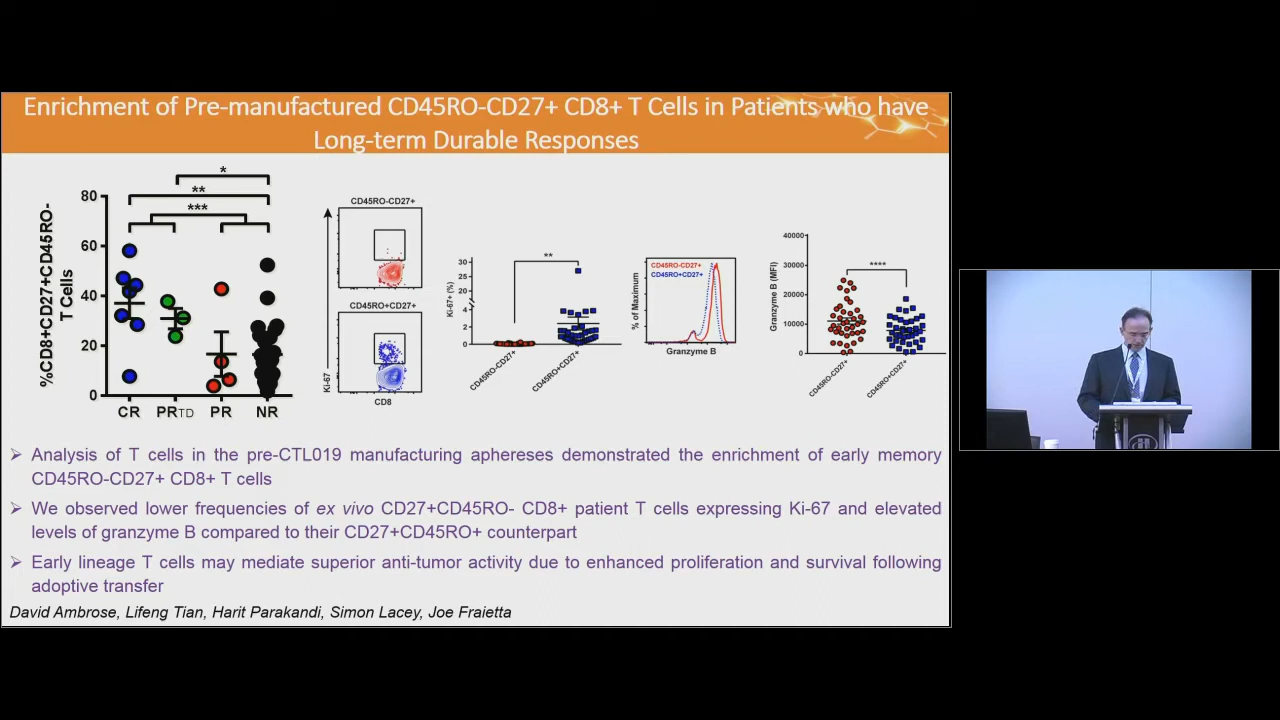 Enrichment of Pre-manufactured CD45RO-CD27+ CD8+ T Cells in Patients who have
Long-term Durable Responses
%CD8+CD27+CD45RO-
T Cells
80
60
40
20
0
*
**
***
CR
PRTD
PR
NR
CD45RO-CD27+
CD45RO+CD27+
Ki-67
CD8
Ki-67+ (%)
30
25
20
4
2
0
**
CD45RO-CD27+
CD45RO+CD27+
% of Maximum
CD45RO-CD27+
CD45RO+CD27+
Granzyme B
Granzyme B (MFI)
40000
30000
20000
10000
0
****
CD45RO-CD27+
CD45RO+CD27+
➢ Analysis of T cells in the pre-CTL019 manufacturing aphereses demonstrated the enrichment of early memory
CD45RO-CD27+ CD8+ T cells
➢ We observed lower frequencies of ex vivo CD27+CD45RO- CD8+ patient T cells expressing Ki-67 and elevated
levels of granzyme B compared to their CD27+CD45RO+ counterpart
➢ Early lineage T cells may mediate superior anti-tumor activity due to enhanced proliferation and survival following
adoptive transfer
David Ambrose, Lifeng Tian, Harit Parakandi, Simon Lacey, Joe Fraietta